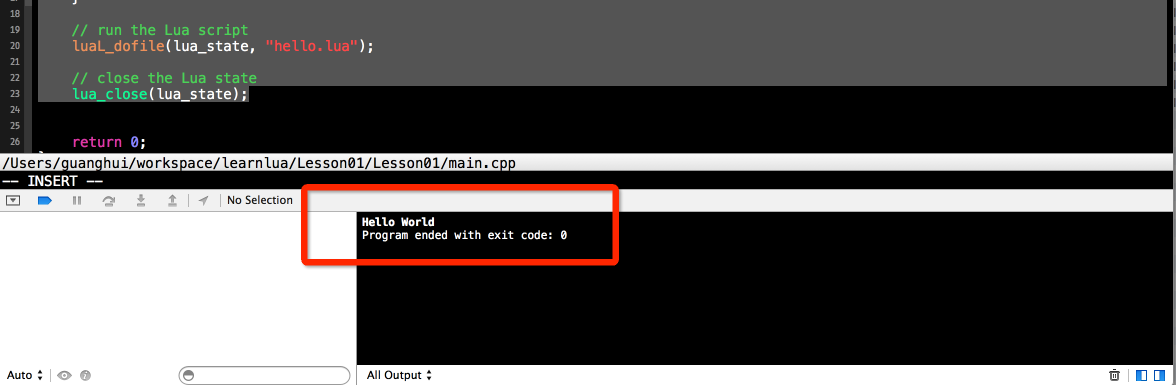 18
19 // run the Lua script
20 luaL_dofile(lua_state, "hello.lua");
21
22 // close the Lua state
23 lua_close(lua_state);
24
25
26 return 0;
/Users/guanghui/workspace/learnlua/Lesson01/Lesson01/main.cpp
-- INSERT --
No Selection
Hello World
Program ended with exit code: 0
Auto
All Output